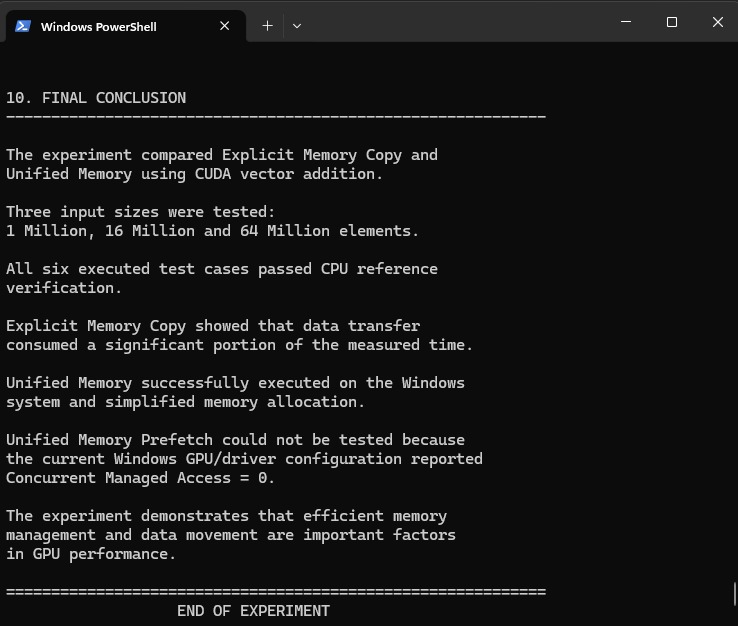 Windows PowerShell
10. FINAL CONCLUSION
------------------------------------------------------------
The experiment compared Explicit Memory Copy and
Unified Memory using CUDA vector addition.
Three input sizes were tested:
1 Million, 16 Million and 64 Million elements.
All six executed test cases passed CPU reference
verification.
Explicit Memory Copy showed that data transfer
consumed a significant portion of the measured time.
Unified Memory successfully executed on the Windows
system and simplified memory allocation.
Unified Memory Prefetch could not be tested because
the current Windows GPU/driver configuration reported
Concurrent Managed Access = 0.
The experiment demonstrates that efficient memory
management and data movement are important factors
in GPU performance.
============================================================
END OF EXPERIMENT